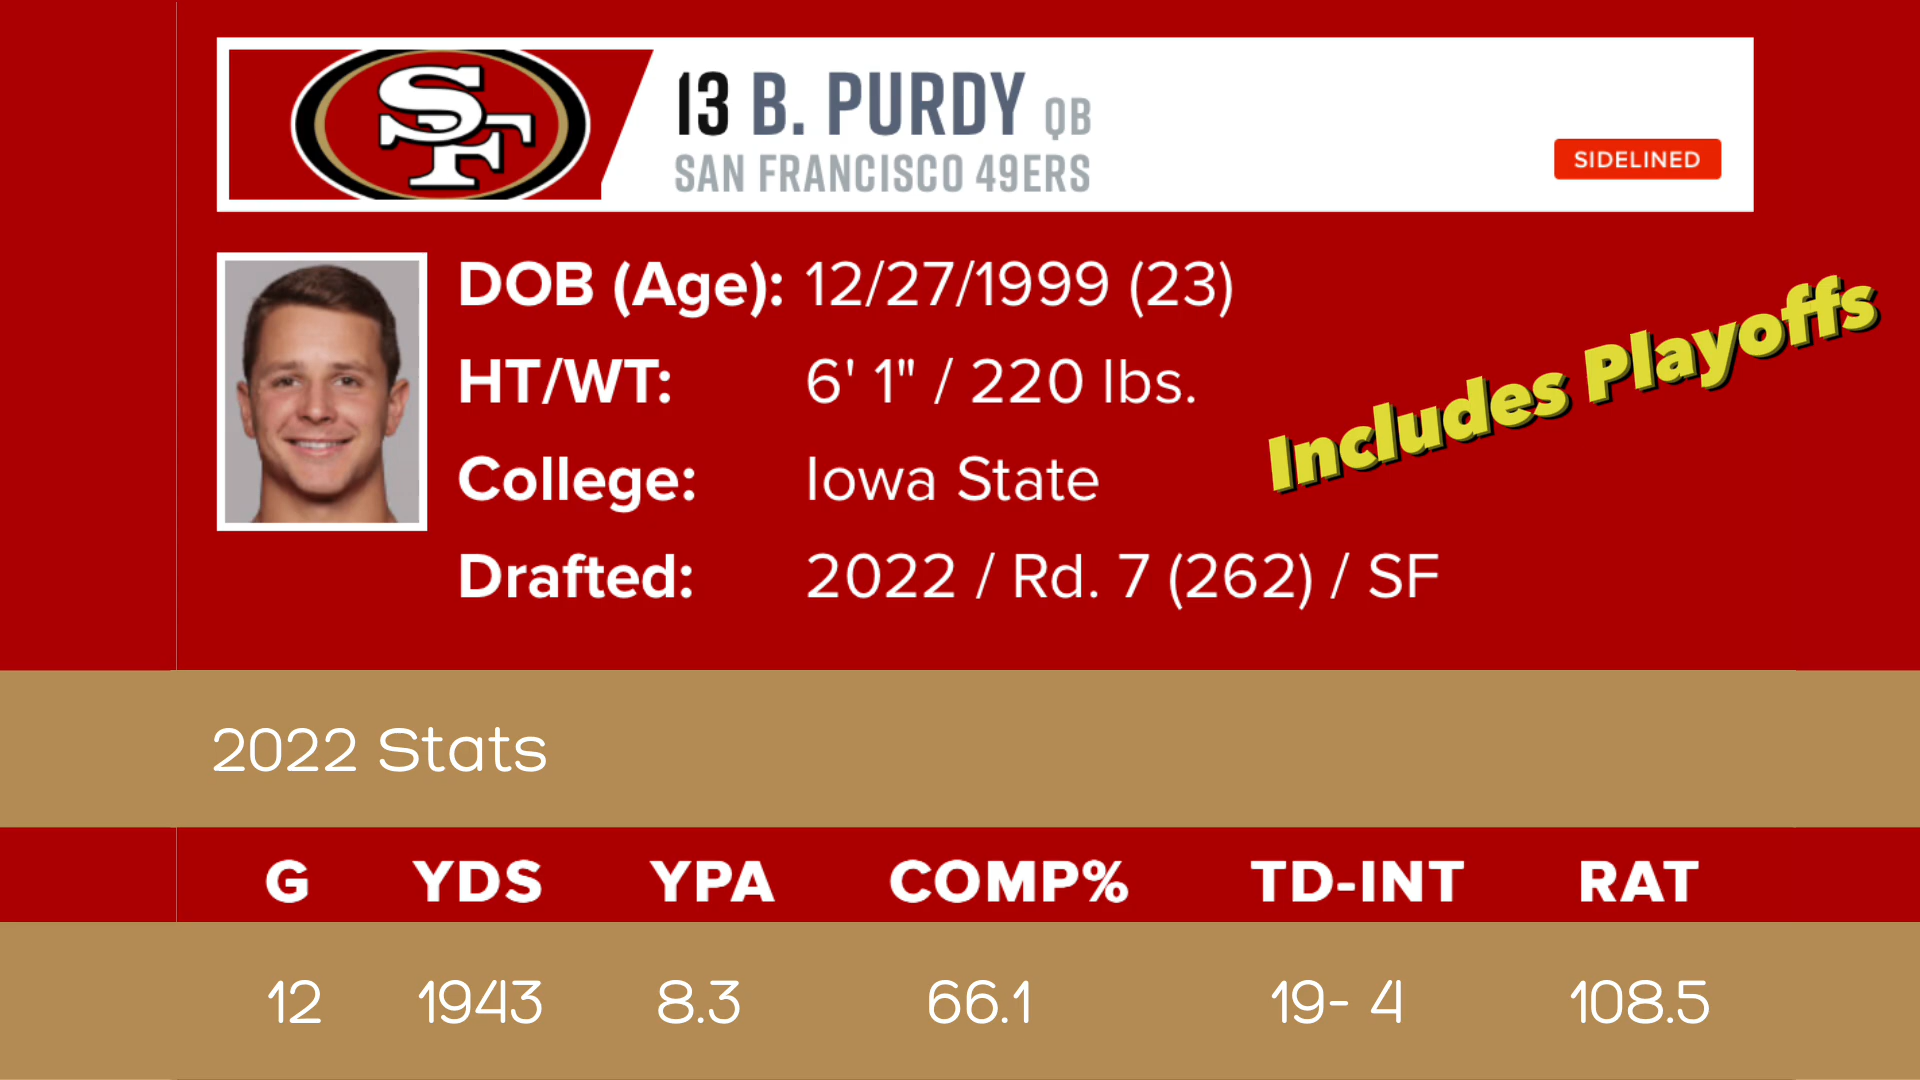 SF
13 B. PURDY QB
SAN FRANCISCO 49ERS
SIDELINED
DOB (Age): 12/27/1999 (23)
HT/WT: 6' 1" / 220 lbs.
College: Iowa State
Drafted: 2022 / Rd. 7 (262) / SF
Includes Playoffs
2022 Stats
G YDS YPA COMP% TD-INT RAT
12 1943 8.3 66.1 19- 4 108.5